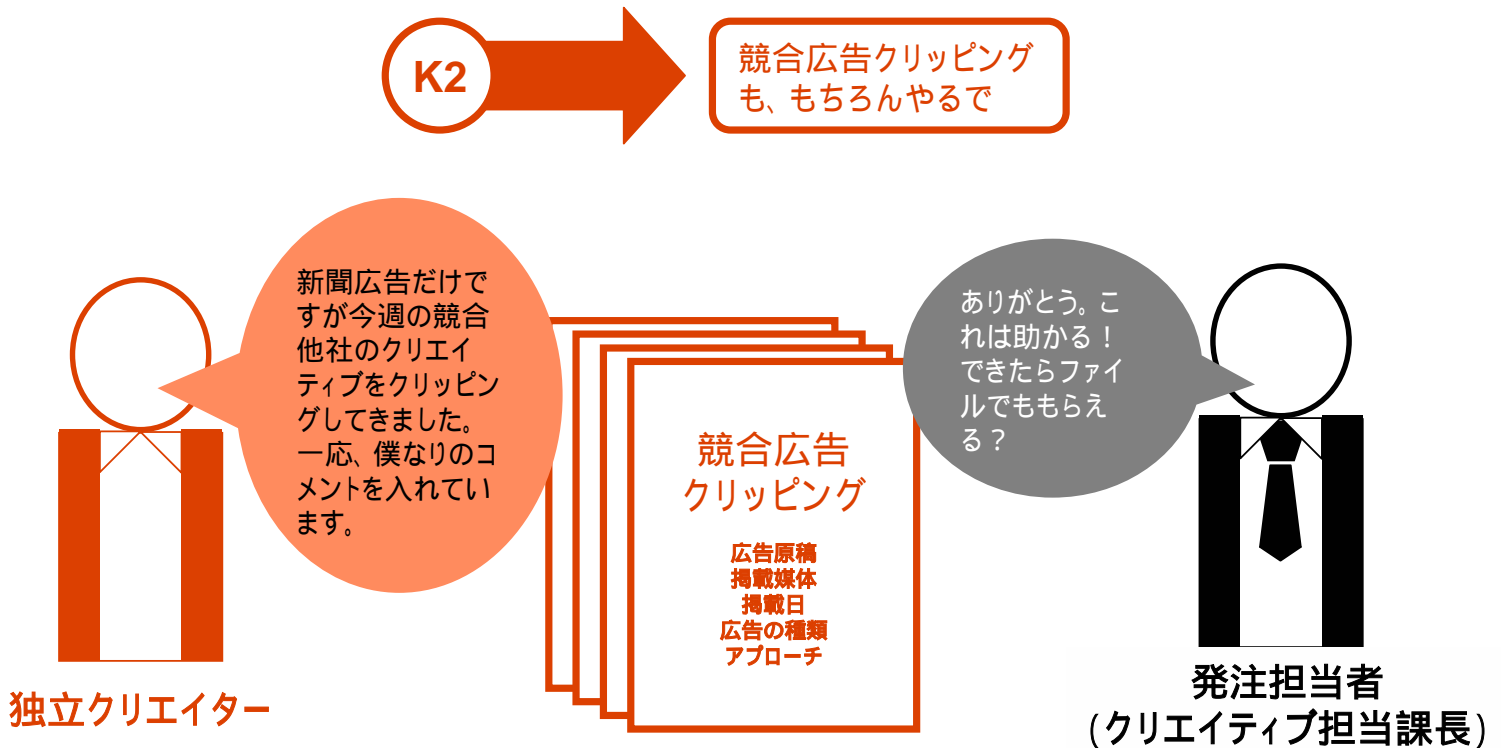 K2
競合広告クリッピング
も、もちろんやるで
新聞広告だけで
すが今週の競合
他社のクリエイ
ティブをクリッピン
グしてきました。
一応、僕なりのコ
メントを入れてい
ます。
競合広告
クリッピング
広告原稿
掲載媒体
掲載日
広告の種類
アプローチ
ありがとう。こ
れは助かる！
できたらファイ
ルでももらえ
る？
独立クリエイター
発注担当者
(クリエイティブ担当課長)